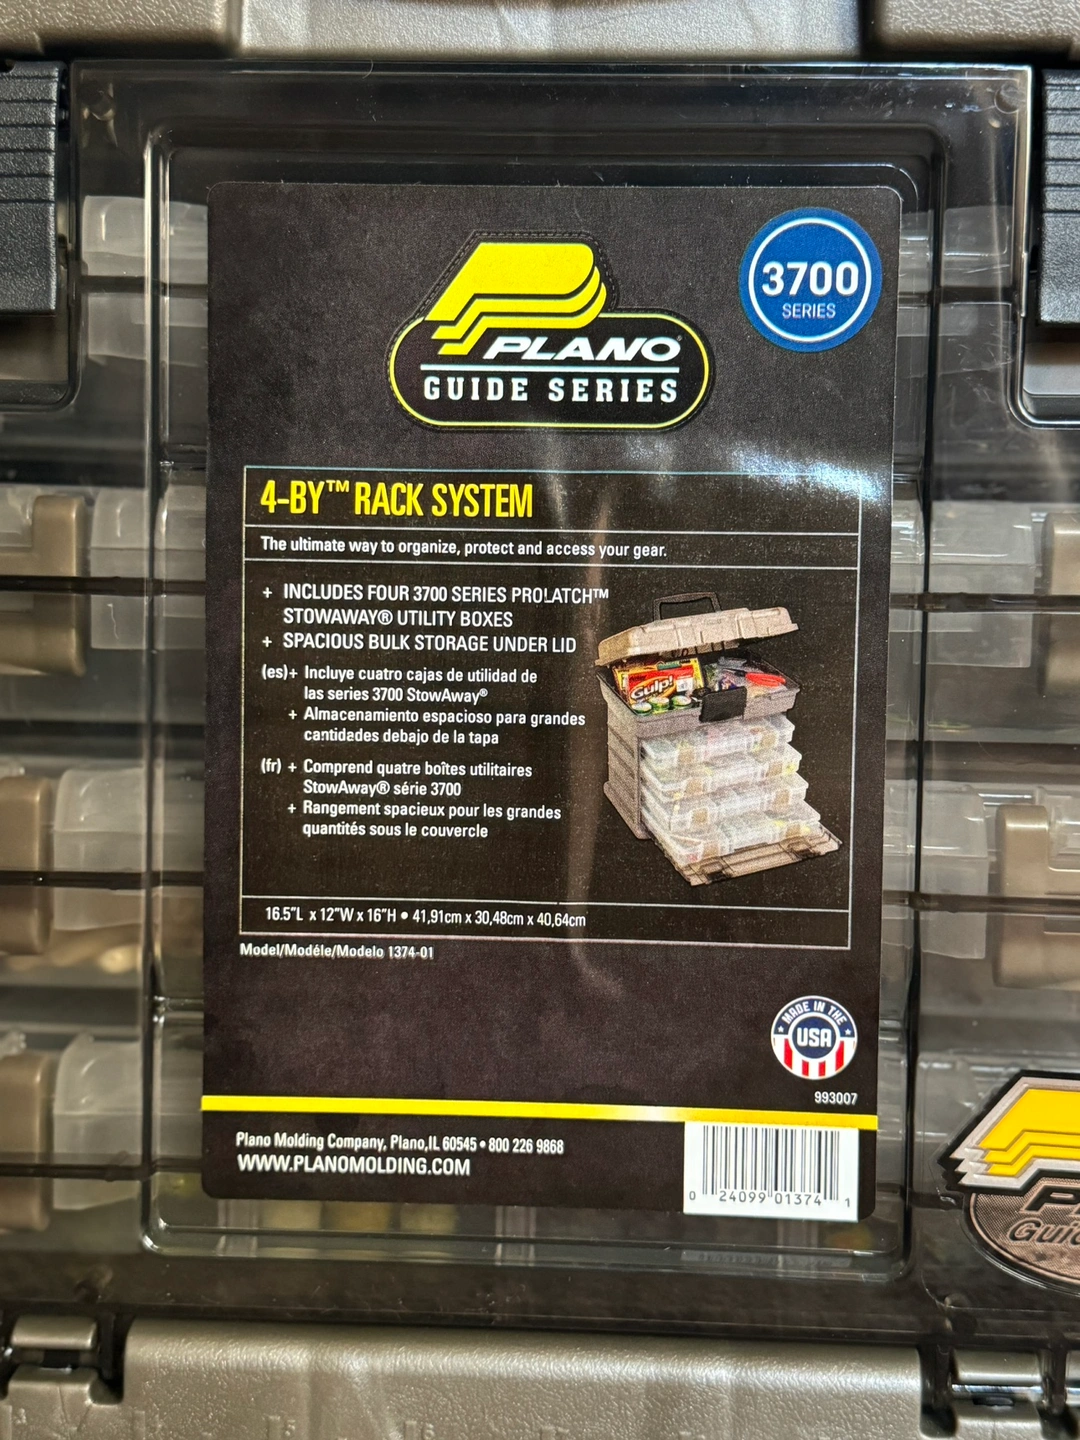 3700
SERIES
PLANO®
GUIDE SERIES
4-BY™ RACK SYSTEM
The ultimate way to organize, protect and access your gear.
+ INCLUDES FOUR 3700 SERIES PROLATCH™
STOWAWAY® UTILITY BOXES
+ SPACIOUS BULK STORAGE UNDER LID
(es)+ Incluye cuatro cajas de utilidad de
las series 3700 StowAway®
+ Almacenamiento espacioso para grandes
cantidades debajo de la tapa
(fr) + Comprend quatre boîtes utilitaires
StowAway® série 3700
+ Rangement spacieux pour les grandes
quantités sous le couvercle
Gulp!
16.5"L x 12"W x 16"H • 41,91cm x 30,48cm x 40,64cm
Model/Modéle/Modelo 1374-01
MADE IN THE
USA
993007
Plano Molding Company, Plano,IL 60545 • 800 226 9868
WWW.PLANOMOLDING.COM
0 24099 01374 1